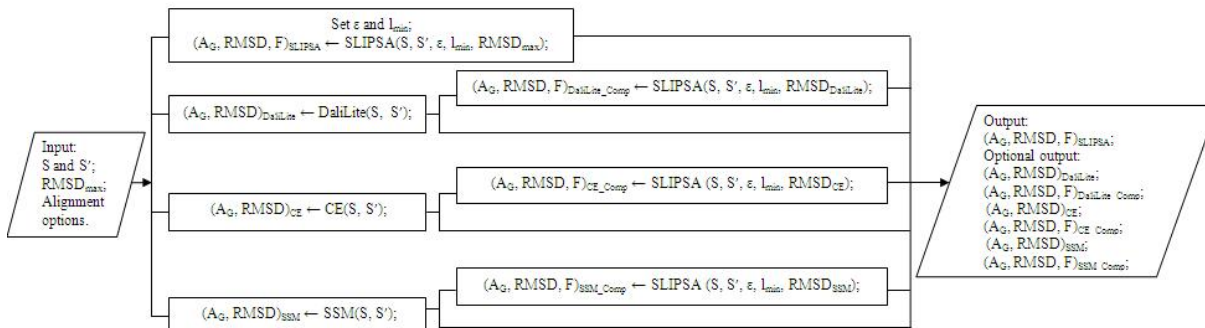 Input:
S and S′;
RMSDmax;
Alignment
options.
Set ε and lmin;
(AG, RMSD, F)SLIPSA ← SLIPSA(S, S′, ε, lmin, RMSDmax);
(AG, RMSD)DaliLite ← DaliLite(S, S′);
(AG, RMSD, F)DaliLite_Comp ← SLIPSA(S, S′, ε, lmin, RMSDDaliLite);
(AG, RMSD)CE ← CE(S, S′);
(AG, RMSD, F)CE_Comp ← SLIPSA (S, S′, ε, lmin, RMSDCE);
(AG, RMSD)SSM ← SSM(S, S′);
(AG, RMSD, F)SSM_Comp ← SLIPSA (S, S′, ε, lmin, RMSDSSM);
Output:
(AG, RMSD, F)SLIPSA;
Optional output:
(AG, RMSD)DaliLite;
(AG, RMSD, F)DaliLite_Comp;
(AG, RMSD)CE;
(AG, RMSD, F)CE_Comp;
(AG, RMSD)SSM;
(AG, RMSD, F)SSM_Comp;